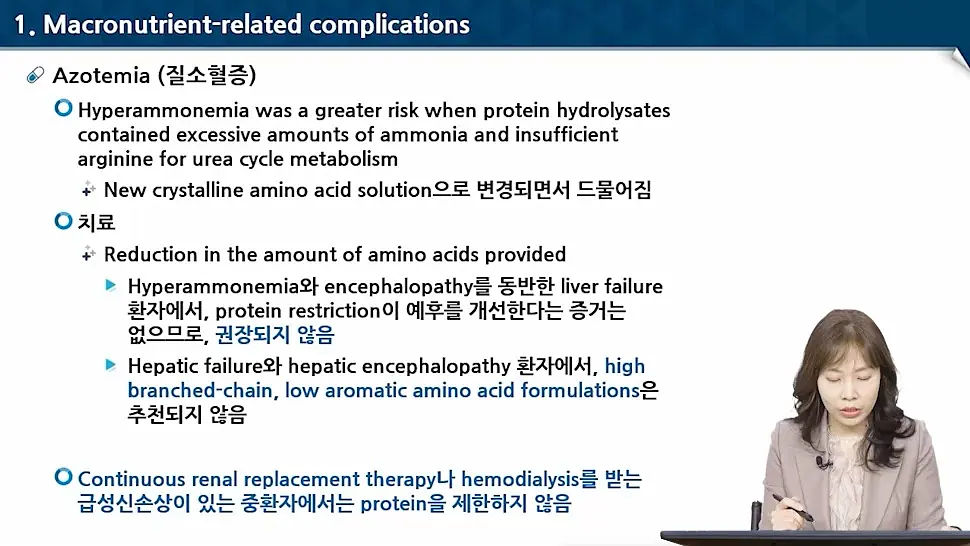 1. Macronutrient-related complications
Azotemia (질소혈증)
Hyperammonemia was a greater risk when protein hydrolysates
contained excessive amounts of ammonia and insufficient
arginine for urea cycle metabolism
New crystalline amino acid solution으로 변경되면서 드물어짐
치료
Reduction in the amount of amino acids provided
Hyperammonemia와 encephalopathy를 동반한 liver failure
환자에서, protein restriction이 예후를 개선한다는 증거는
없으므로, 권장되지 않음
Hepatic failure와 hepatic encephalopathy 환자에서, high
branched-chain, low aromatic amino acid formulations은
추천되지 않음
Continuous renal replacement therapy나 hemodialysis를 받는
급성신손상이 있는 중환자에서는 protein을 제한하지 않음